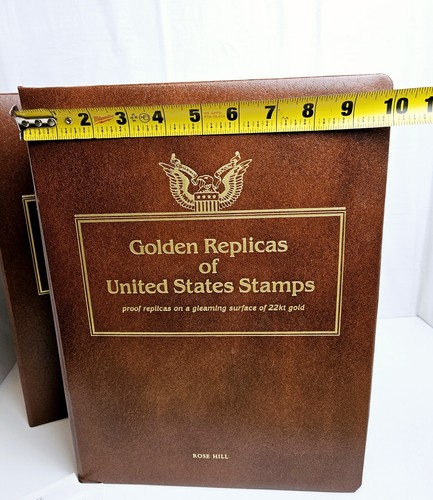 2 3 4 5 6 7 8 9 10 1
Golden Replicas
of
United States Stamps
proof replicas on a gleaming surface of 22kt gold
ROSE HILL